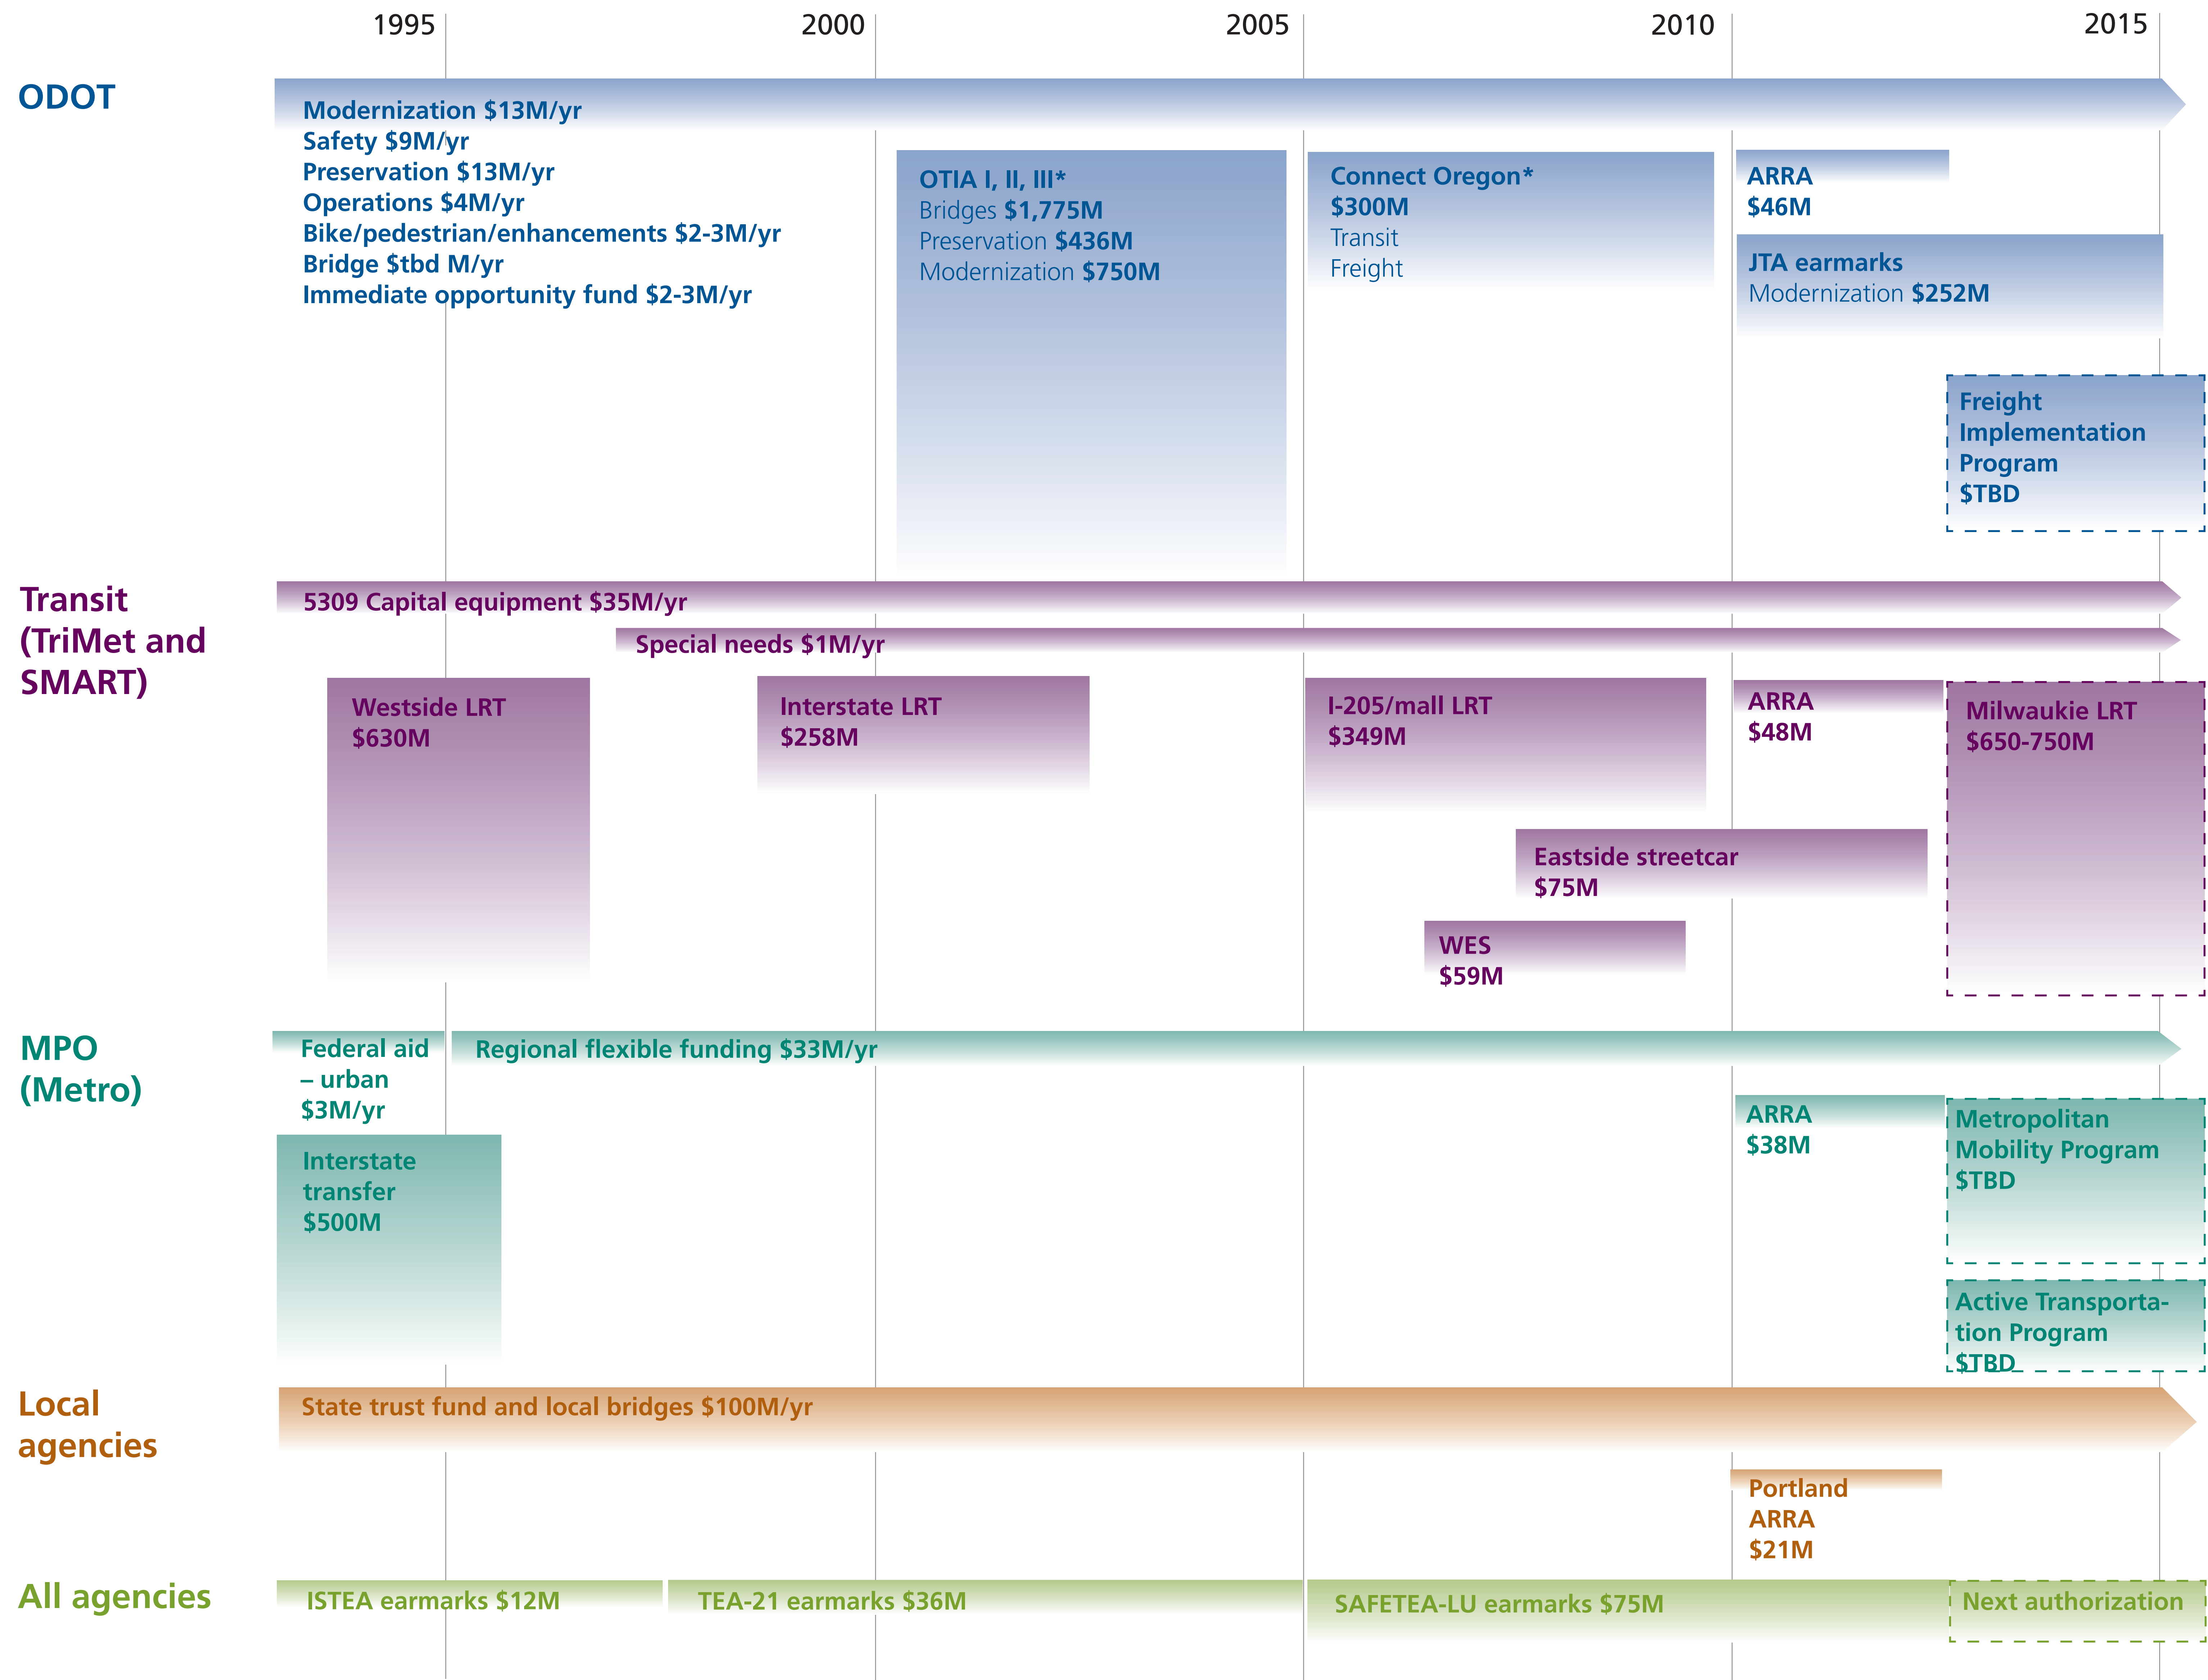 1995
2000
2005
2010
2015
ODOT
Modernization $13M/yr
Safety $9M/yr
Preservation $13M/yr
Operations $4M/yr
Bike/pedestrian/enhancements $2-3M/yr
Bridge $tbd M/yr
Immediate opportunity fund $2-3M/yr
OTIA I, II, III*
Bridges $1,775M
Preservation $436M
Modernization $750M
Connect Oregon*
$300M
Transit
Freight
ARRA
$46M
JTA earmarks
Modernization $252M
Freight
Implementation
Program
$TBD
Transit
(TriMet and
SMART)
5309 Capital equipment $35M/yr
Special needs $1M/yr
Westside LRT
$630M
Interstate LRT
$258M
I-205/mall LRT
$349M
ARRA
$48M
Milwaukie LRT
$650-750M
Eastside streetcar
$75M
WES
$59M
MPO
(Metro)
Federal aid
– urban
$3M/yr
Regional flexible funding $33M/yr
Interstate
transfer
$500M
ARRA
$38M
Metropolitan
Mobility Program
$TBD
Active Transporta-
tion Program
$TBD
Local
agencies
State trust fund and local bridges $100M/yr
Portland
ARRA
$21M
All agencies
ISTEA earmarks $12M
TEA-21 earmarks $36M
SAFETEA-LU earmarks $75M
Next authorization